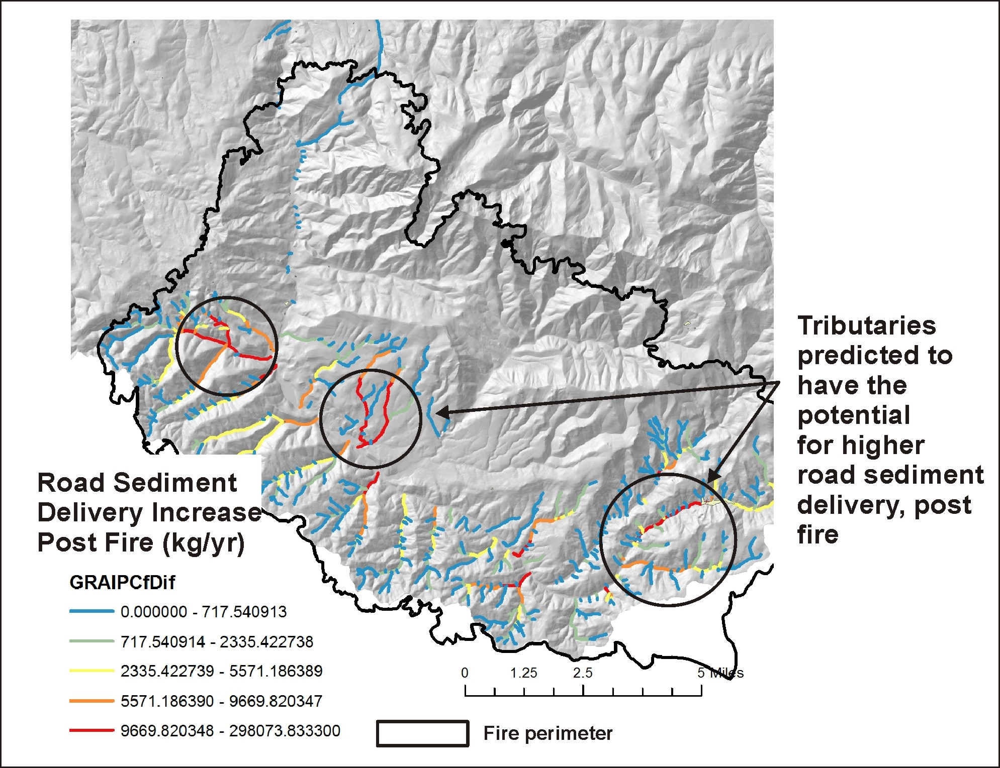 Tributaries
predicted to
have the
potential
for higher
road sediment
delivery, post
fire
Road Sediment
Delivery Increase
Post Fire (kg/yr)
GRAIPCfDif
0.000000 - 717.540913
717.540914 - 2335.422738
2335.422739 - 5571.186389
5571.186390 - 9669.820347
9669.820348 - 298073.833300
0 1.25 2.5 5 Miles
Fire perimeter